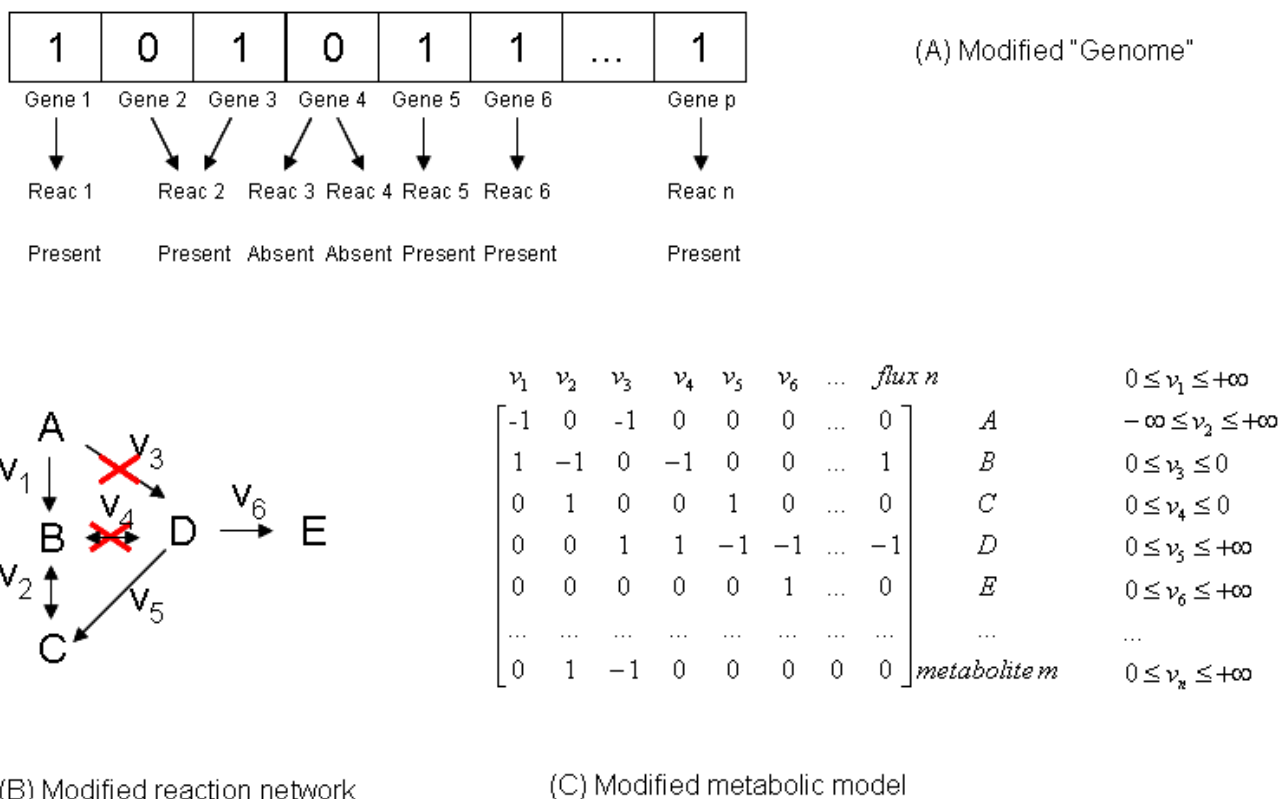 1 0 1 0 1 1 ... 1
(A) Modified "Genome"
Gene 1 Gene 2 Gene 3 Gene 4 Gene 5 Gene 6 Gene p
Reac 1 Reac 2 Reac 3 Reac 4 Reac 5 Reac 6 Reac n
Present Present Absent Absent Present Present Present
A
v1
v3
v4
B
D
v6
E
v2
v5
C
(B) Modified reaction network
v1 v2 v3 v4 v5 v6 ... flux n
-1 0 -1 0 0 0 ... 0 A
1 −1 0 −1 0 0 ... 1 B
0 1 0 0 1 0 ... 0 C
0 0 1 1 −1 −1 ... −1 D
0 0 0 0 0 1 ... 0 E
... ... ... ... ... ... ... ... ...
0 1 −1 0 0 0 0 0 metabolite m
0 ≤ v1 ≤ +∞
−∞ ≤ v2 ≤ +∞
0 ≤ v3 ≤ 0
0 ≤ v4 ≤ 0
0 ≤ v5 ≤ +∞
0 ≤ v6 ≤ +∞
...
0 ≤ vn ≤ +∞
(C) Modified metabolic model